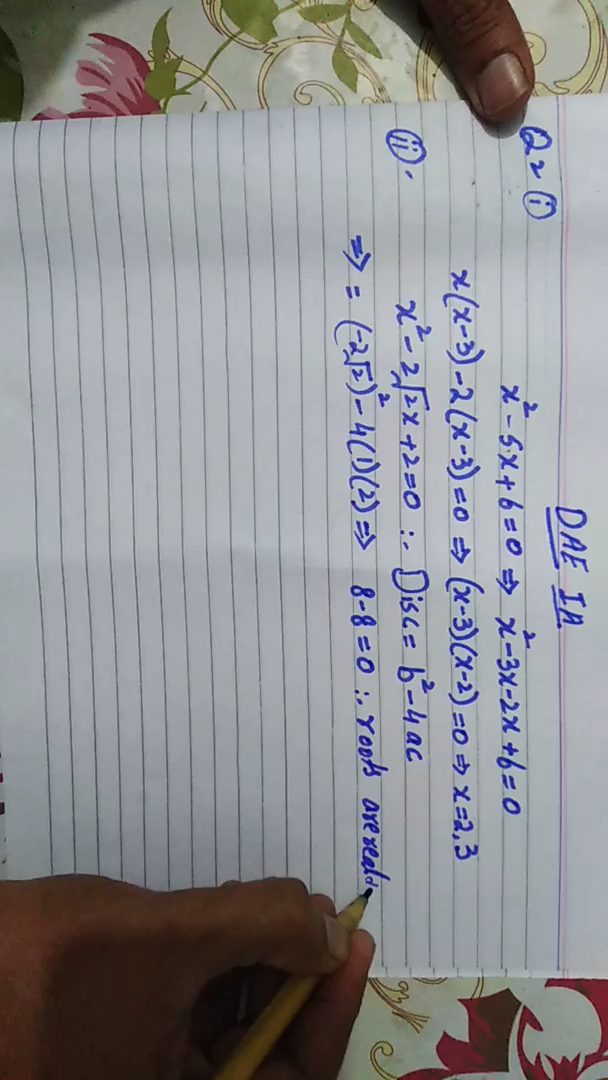 DAE IA
Q2 ⓘ x² - 5x + 6 = 0 ⇒ x² - 3x - 2x + 6 = 0
x(x-3) - 2(x-3) = 0 ⇒ (x-3)(x-2) = 0 ⇒ x = 2,3
ⓘⓘ. x² - 2√2x + 2 = 0 ∴ Disc = b² - 4ac
⇒ = (-2√2)² - 4(1)(2) ⇒ 8 - 8 = 0 ∴ roots are real